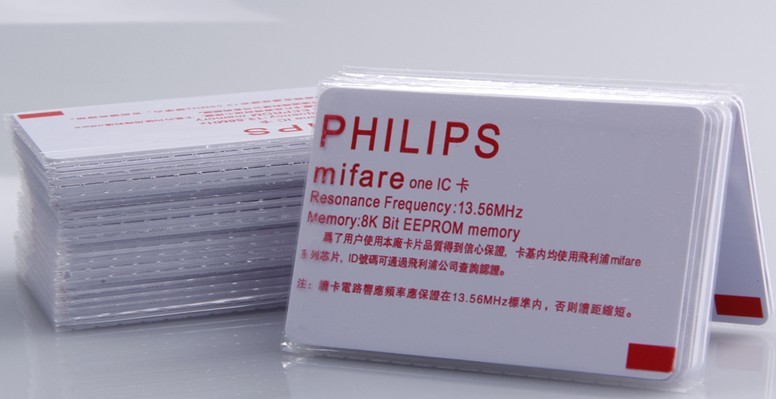 PHILIPS
mifare one IC 卡
Resonance Frequency:13.56MHz
Memory:8K Bit EEPROM memory
爲了用户使用本廠卡片品質得到信心保證, 卡基内均使用飛利浦mifare
系列芯片, ID號碼可通過飛利浦公司查詢認證。
注: 讀卡電路響應頻率應保證在13.56MHz標準内, 否則讀距縮短。
IPS